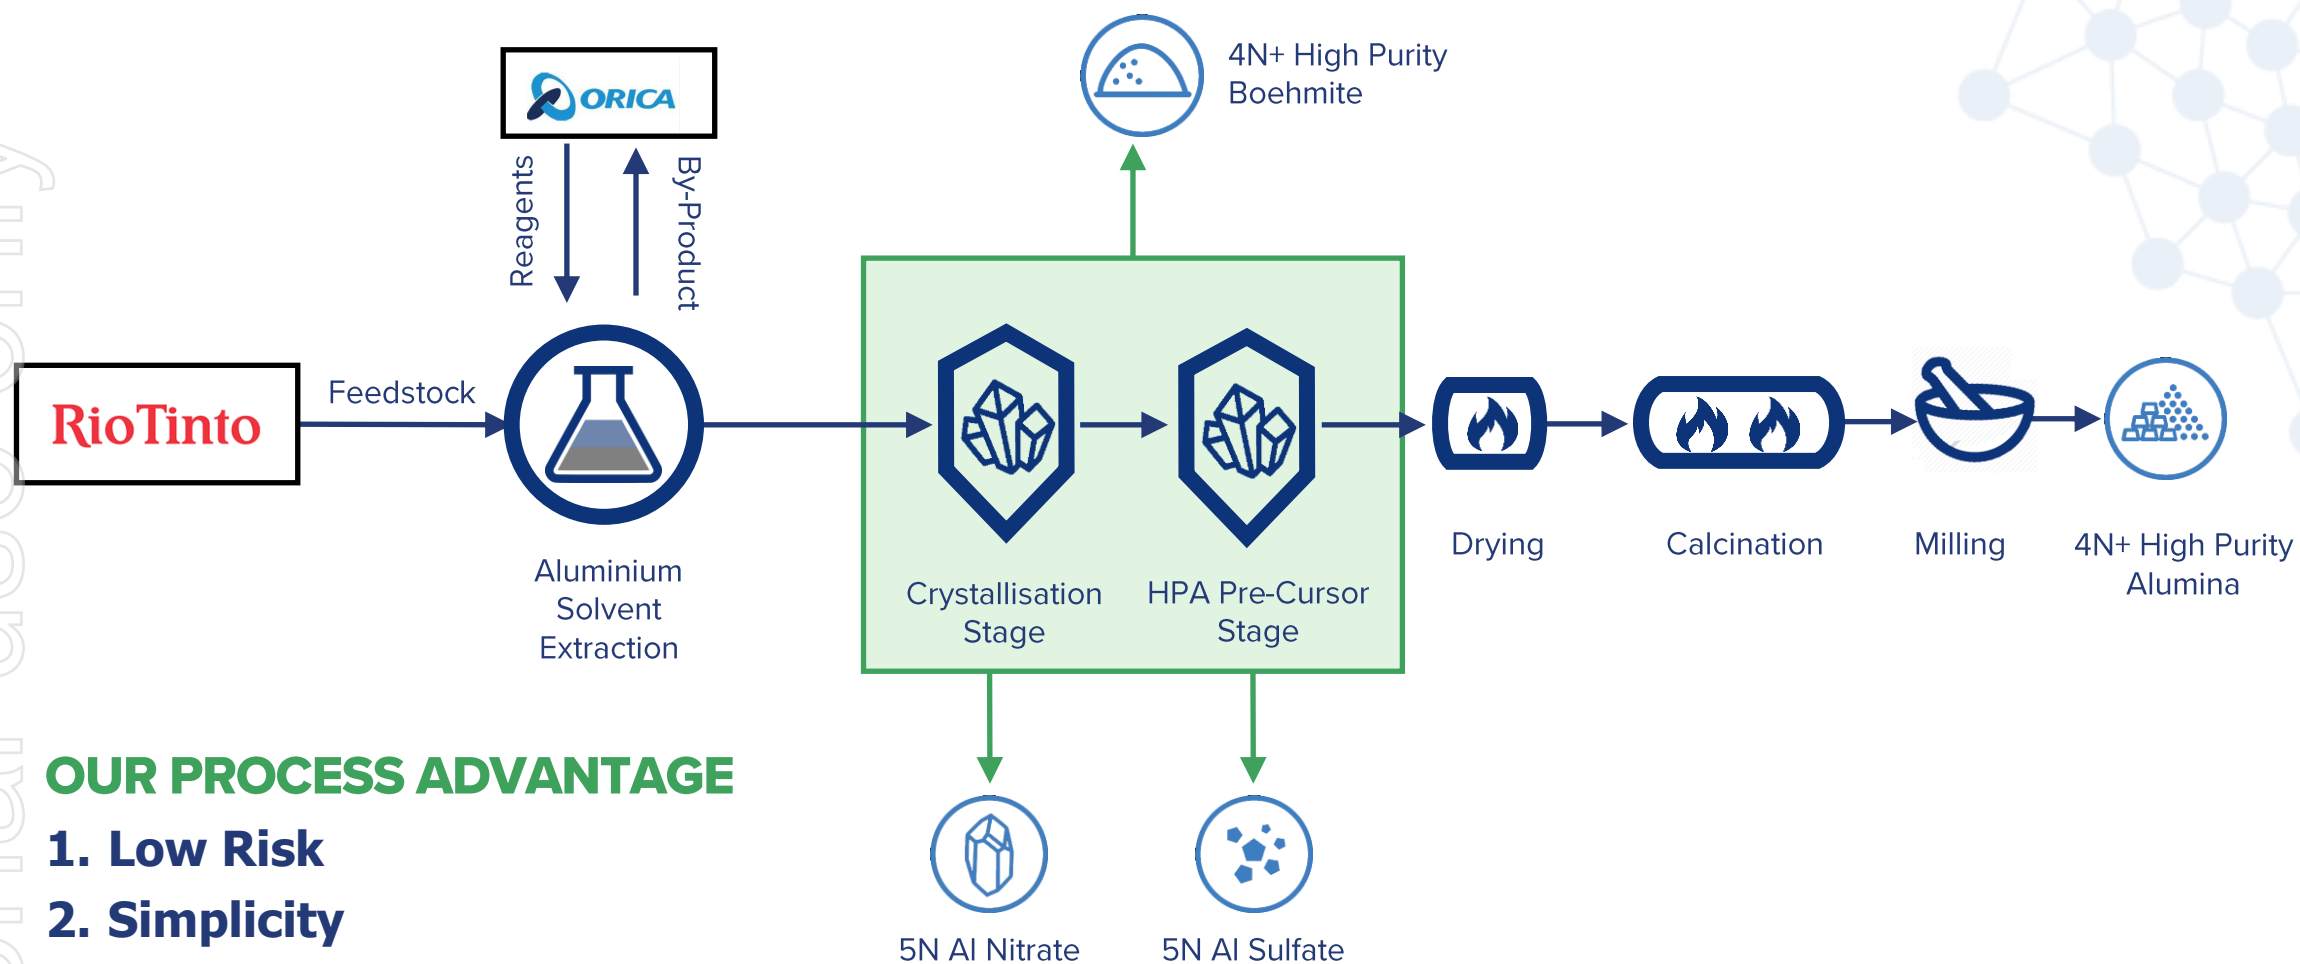 4N+ High Purity
Boehmite
ORICA
Reagents
By-Product
RioTinto
Feedstock
Aluminium
Solvent
Extraction
Crystallisation
Stage
HPA Pre-Cursor
Stage
Drying
Calcination
Milling
4N+ High Purity
Alumina
OUR PROCESS ADVANTAGE
1. Low Risk
2. Simplicity
5N Al Nitrate
5N Al Sulfate